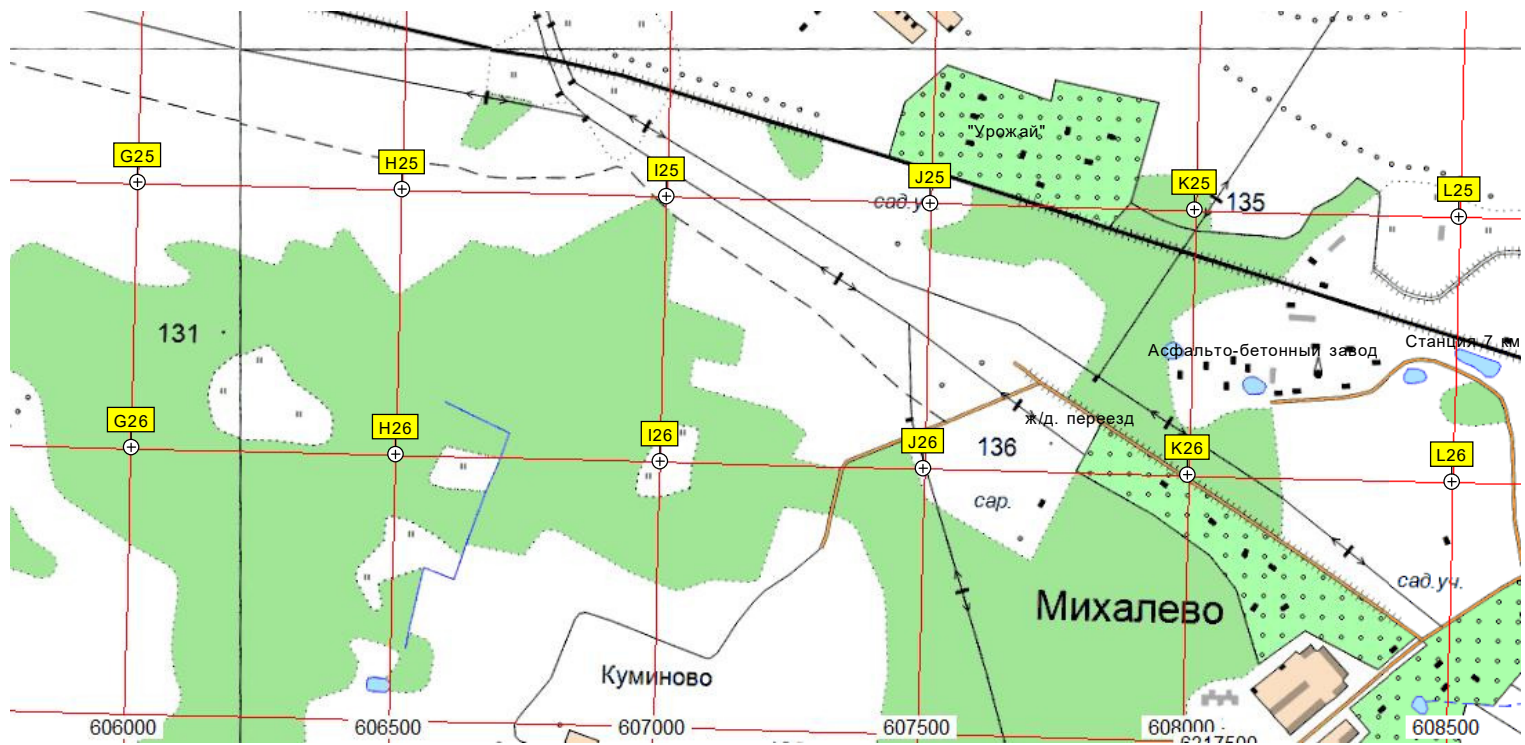 "Урожай"
G25
H25
I25
J25
K25
L25
сад.у
135
131
Асфальто-бетонный завод
Станция 7 км
ж/д. переезд
G26
H26
I26
J26
K26
L26
136
сар.
сад.уч.
Михалево
Куминово
606000
606500
607000
607500
608000
608500